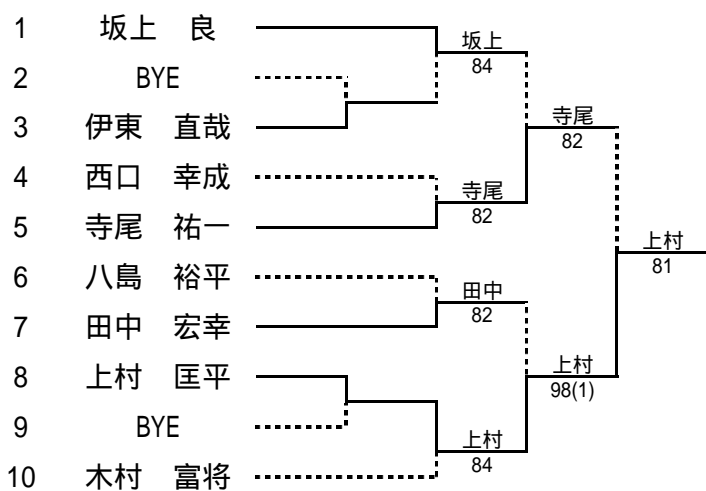 1 坂上 良
2 BYE
3 伊東 直哉
4 西口 幸成
5 寺尾 祐一
6 八島 裕平
7 田中 宏幸
8 上村 匡平
9 BYE
10 木村 富将
坂上
84
寺尾
82
田中
82
上村
84
寺尾
82
上村
98(1)
上村
81